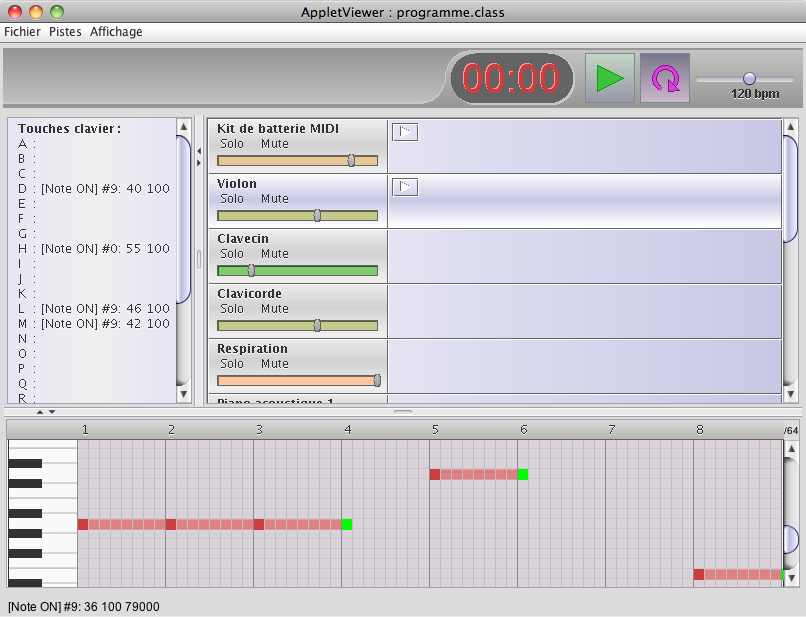 AppletViewer : programme.class
Fichier Pistes Affichage
00:00
120 bpm
Touches clavier :
A :
B :
C :
D : [Note ON] #9: 40 100
E :
F :
G :
H : [Note ON] #0: 55 100
I :
J :
K :
L : [Note ON] #9: 46 100
M : [Note ON] #9: 42 100
N :
O :
P :
Q :
R :
Kit de batterie MIDI
Solo Mute
Violon
Solo Mute
Clavecin
Solo Mute
Clavicorde
Solo Mute
Respiration
Solo Mute
Piano acoustique 1
1 2 3 4 5 6 7 8 /64
[Note ON] #9: 36 100 79000